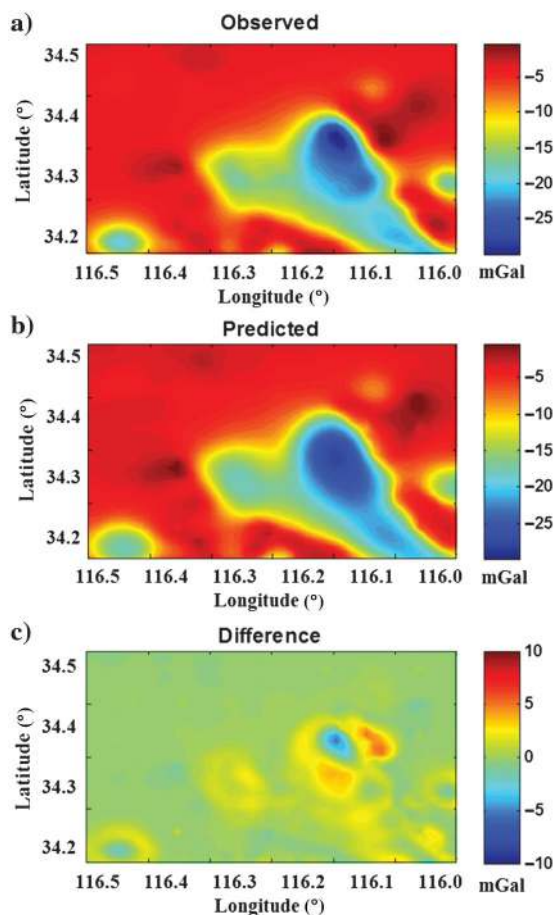 a)
Observed
Latitude (°)
34.5
34.4
34.3
34.2
116.5 116.4 116.3 116.2 116.1 116.0
Longitude (°)
−5
−10
−15
−20
−25
mGal
b)
Predicted
Latitude (°)
34.5
34.4
34.3
34.2
116.5 116.4 116.3 116.2 116.1 116.0
Longitude (°)
−5
−10
−15
−20
−25
mGal
c)
Difference
Latitude (°)
34.5
34.4
34.3
34.2
116.5 116.4 116.3 116.2 116.1 116.0
Longitude (°)
10
5
0
−5
−10
mGal